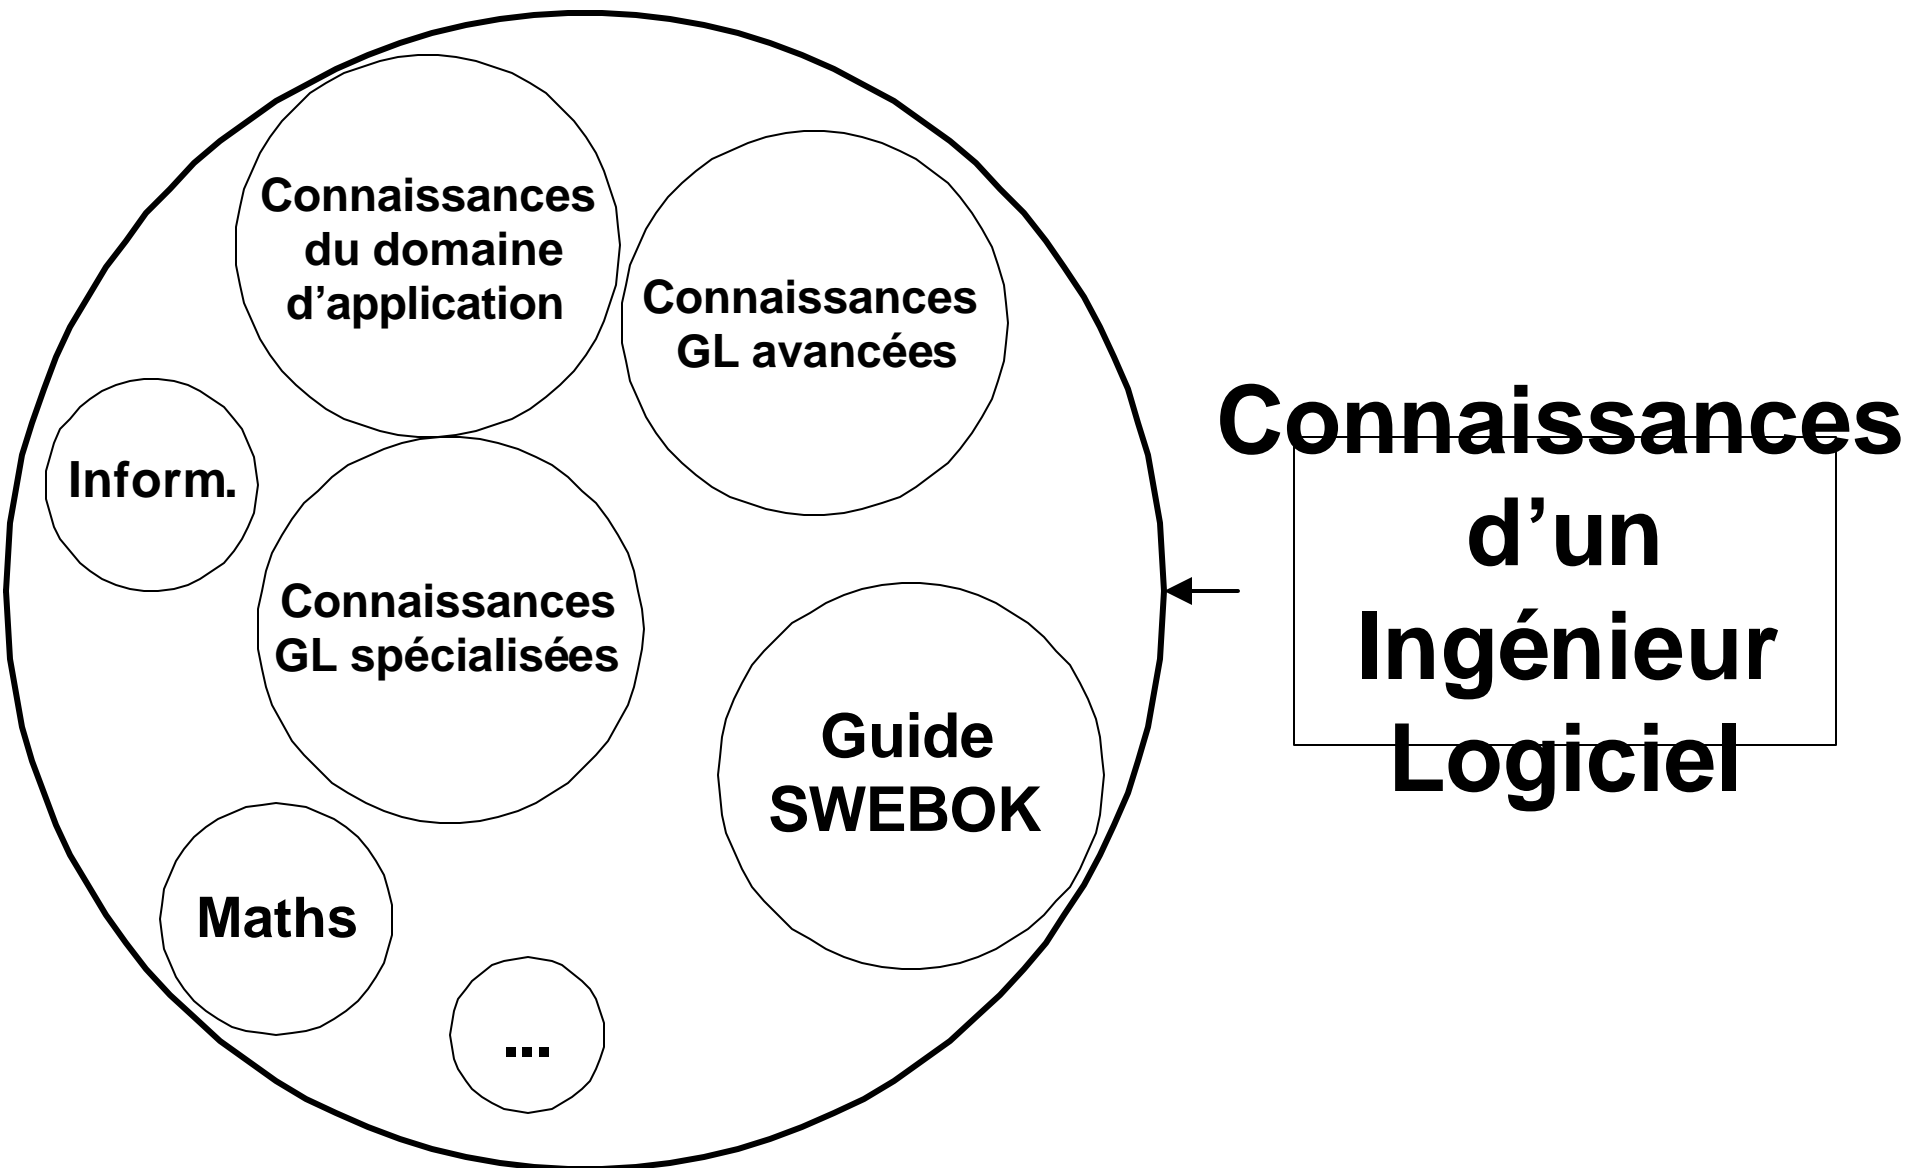 Connaissances
du domaine
d’application
Connaissances
GL avancées
Inform.
Connaissances
GL spécialisées
Guide
SWEBOK
Maths
...
Connaissances
d’un
Ingénieur
Logiciel